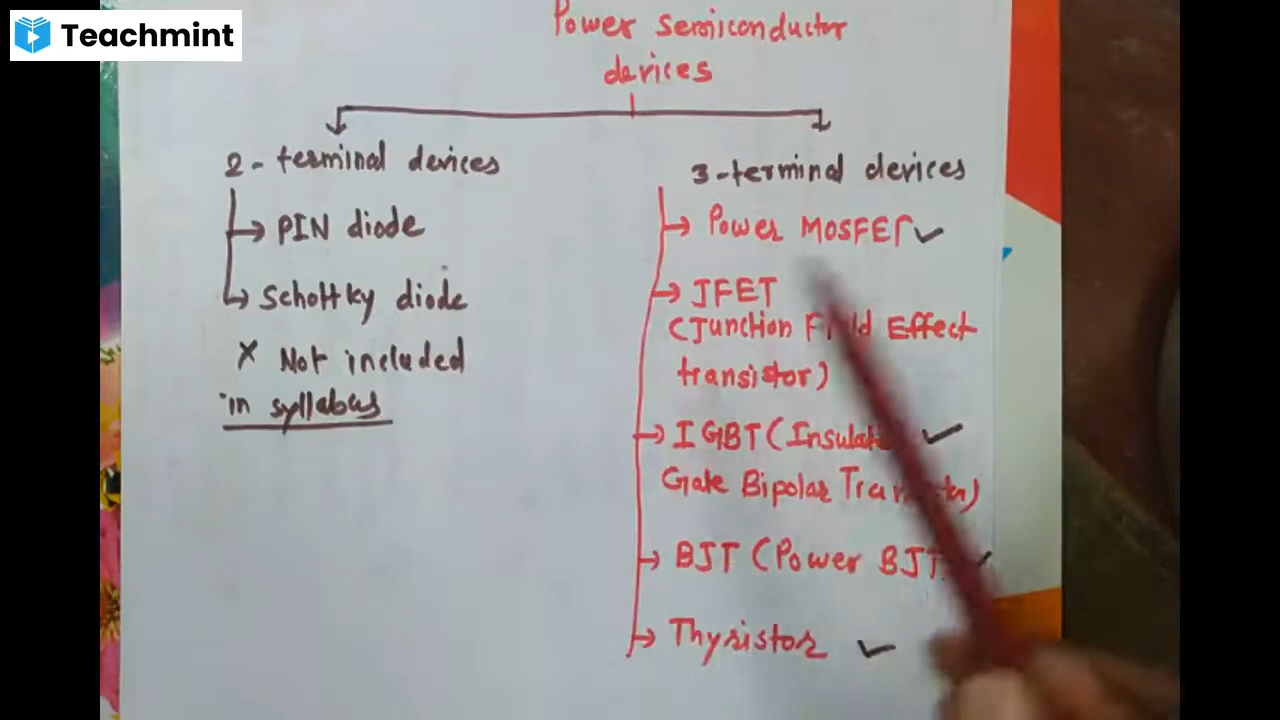 Teachmint
Power semiconductor
devices
2-terminal devices
PIN diode
Schottky diode
X Not included
in syllabus
3-terminal devices
Power MOSFET ✓
JFET
(Junction Effect
transistor)
IGBT ( ✓
Gate Bipolar
BJT (Power BJT ✓
Thyristor ✓